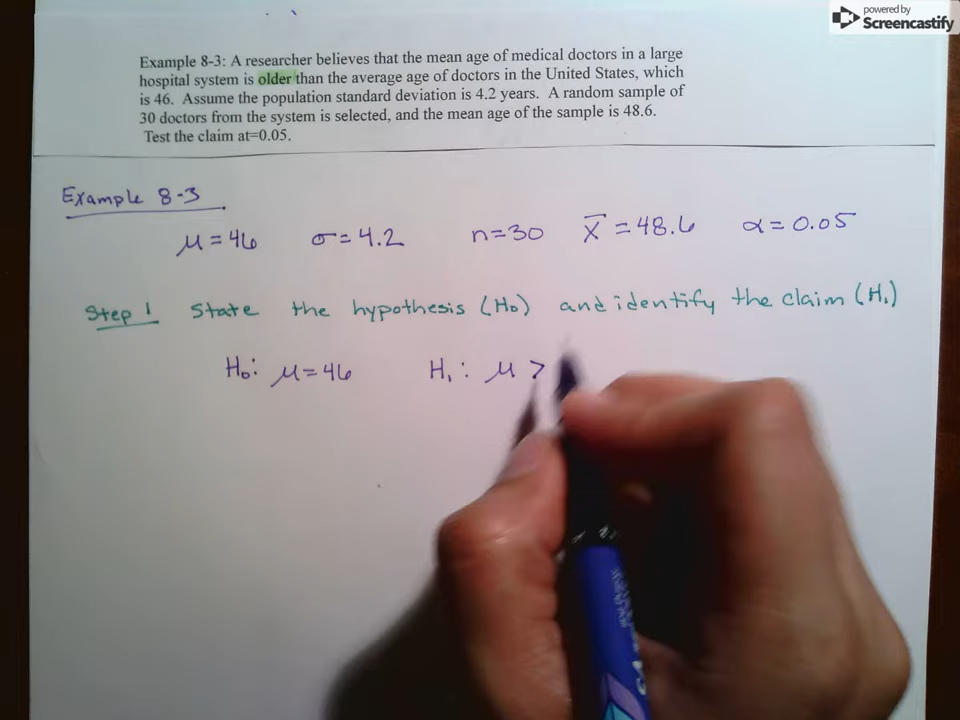 powered by
Screencastify
Example 8-3: A researcher believes that the mean age of medical doctors in a large
hospital system is older than the average age of doctors in the United States, which
is 46. Assume the population standard deviation is 4.2 years. A random sample of
30 doctors from the system is selected, and the mean age of the sample is 48.6.
Test the claim at=0.05.
Example 8-3
μ = 46 σ = 4.2 n=30 x̄ = 48.6 α = 0.05
Step 1 State the hypothesis (H₀) and identify the claim (H₁)
H₀: μ = 46 H₁: μ >